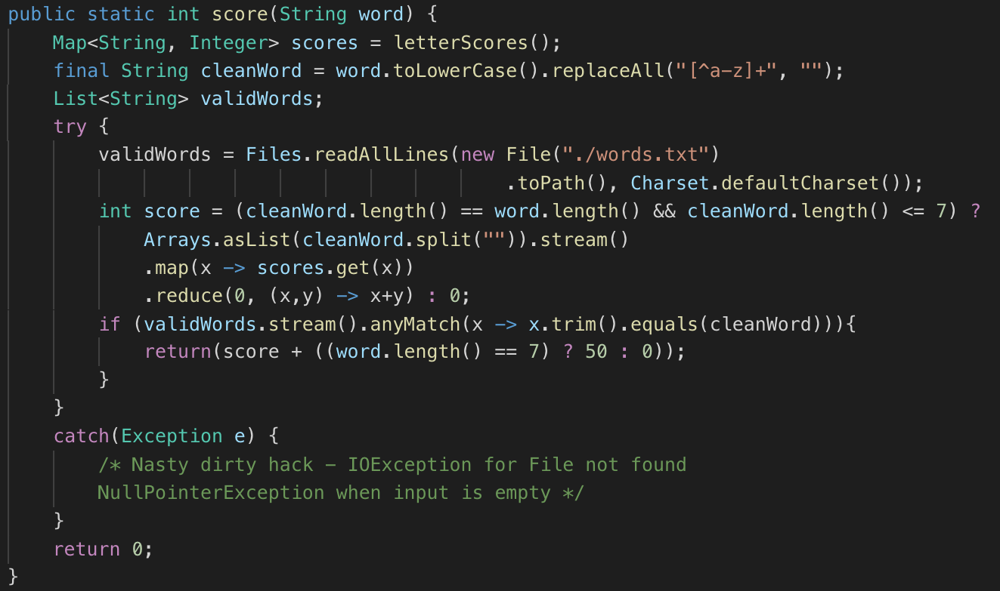 public static int score(String word) {
    Map<String, Integer> scores = letterScores();
    final String cleanWord = word.toLowerCase().replaceAll("[^a-z]+", "");
    List<String> validWords;
    try {
        validWords = Files.readAllLines(new File("./words.txt")
                                            .toPath(), Charset.defaultCharset());
        int score = (cleanWord.length() == word.length() && cleanWord.length() <= 7) ?
            Arrays.asList(cleanWord.split("")).stream()
            .map(x -> scores.get(x))
            .reduce(0, (x,y) -> x+y) : 0;
        if (validWords.stream().anyMatch(x -> x.trim().equals(cleanWord))){
            return(score + ((word.length() == 7) ? 50 : 0));
        }
    }
    catch(Exception e) {
        /* Nasty dirty hack – IOException for File not found
        NullPointerException when input is empty */
    }
    return 0;
}